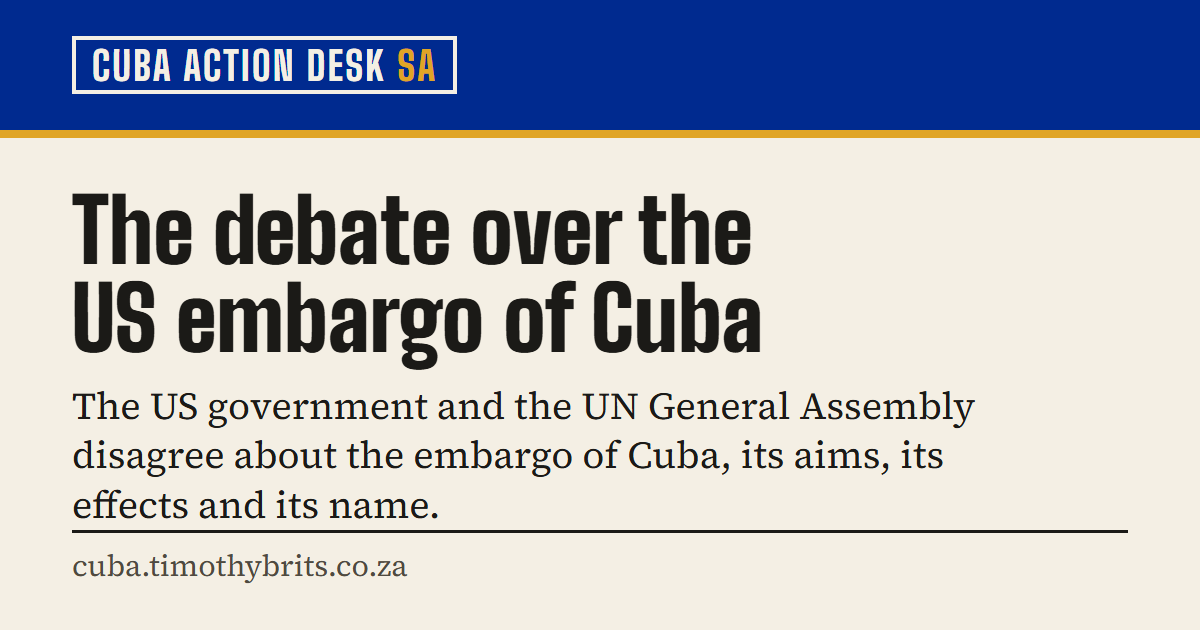 CUBA ACTION DESK SA
The debate over the
US embargo of Cuba
The US government and the UN General Assembly
disagree about the embargo of Cuba, its aims, its
effects and its name.
cuba.timothybrits.co.za